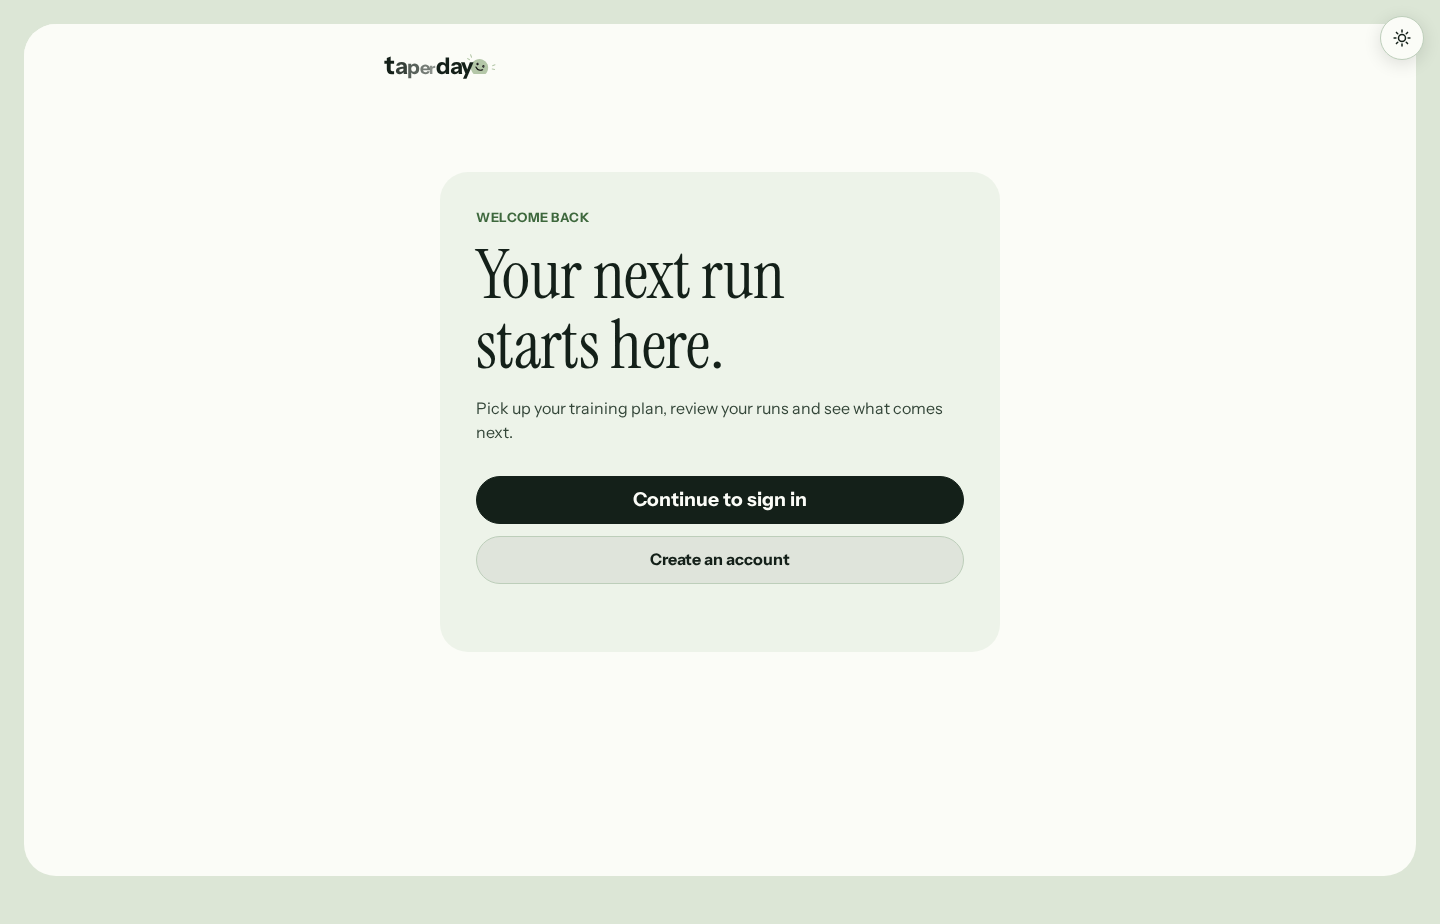 taperday
WELCOME BACK
Your next run
starts here.
Pick up your training plan, review your runs and see what comes
next.
Continue to sign in
Create an account